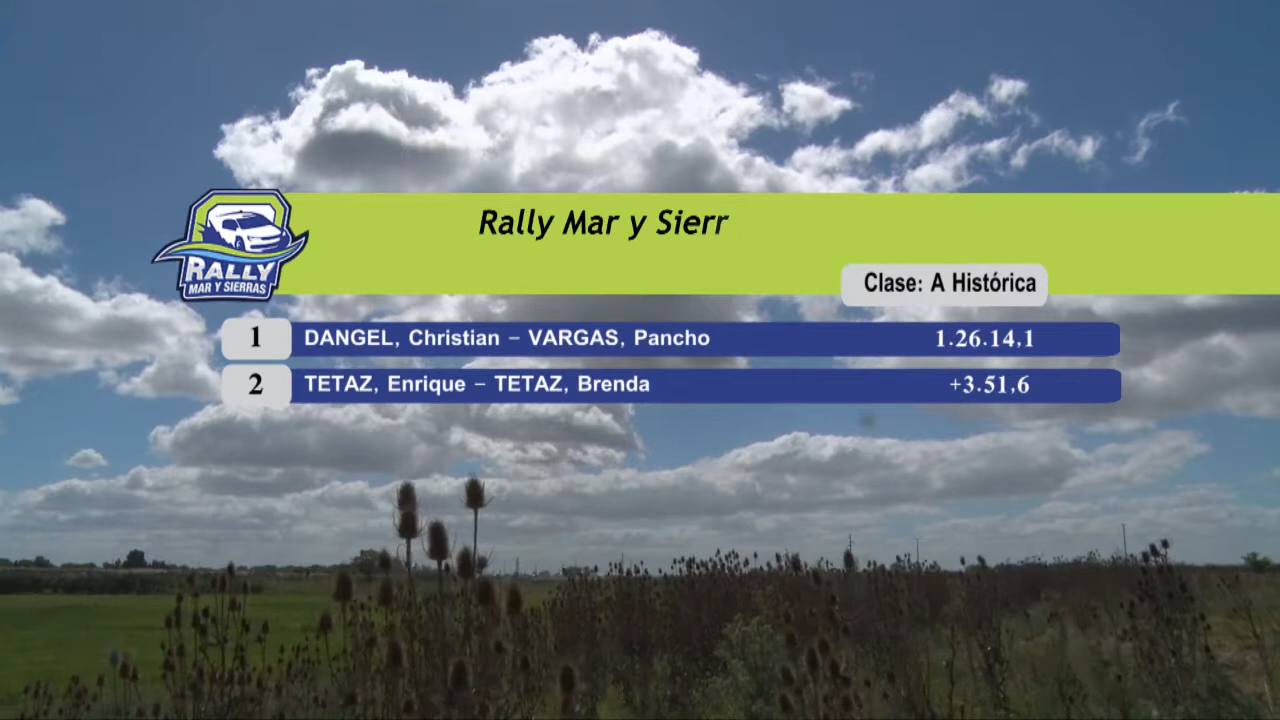 Rally Mar y Sierr
RALLY
MAR Y SIERRAS
Clase: A Histórica
1 DANGEL, Christian – VARGAS, Pancho 1.26.14,1
2 TETAZ, Enrique – TETAZ, Brenda +3.51,6